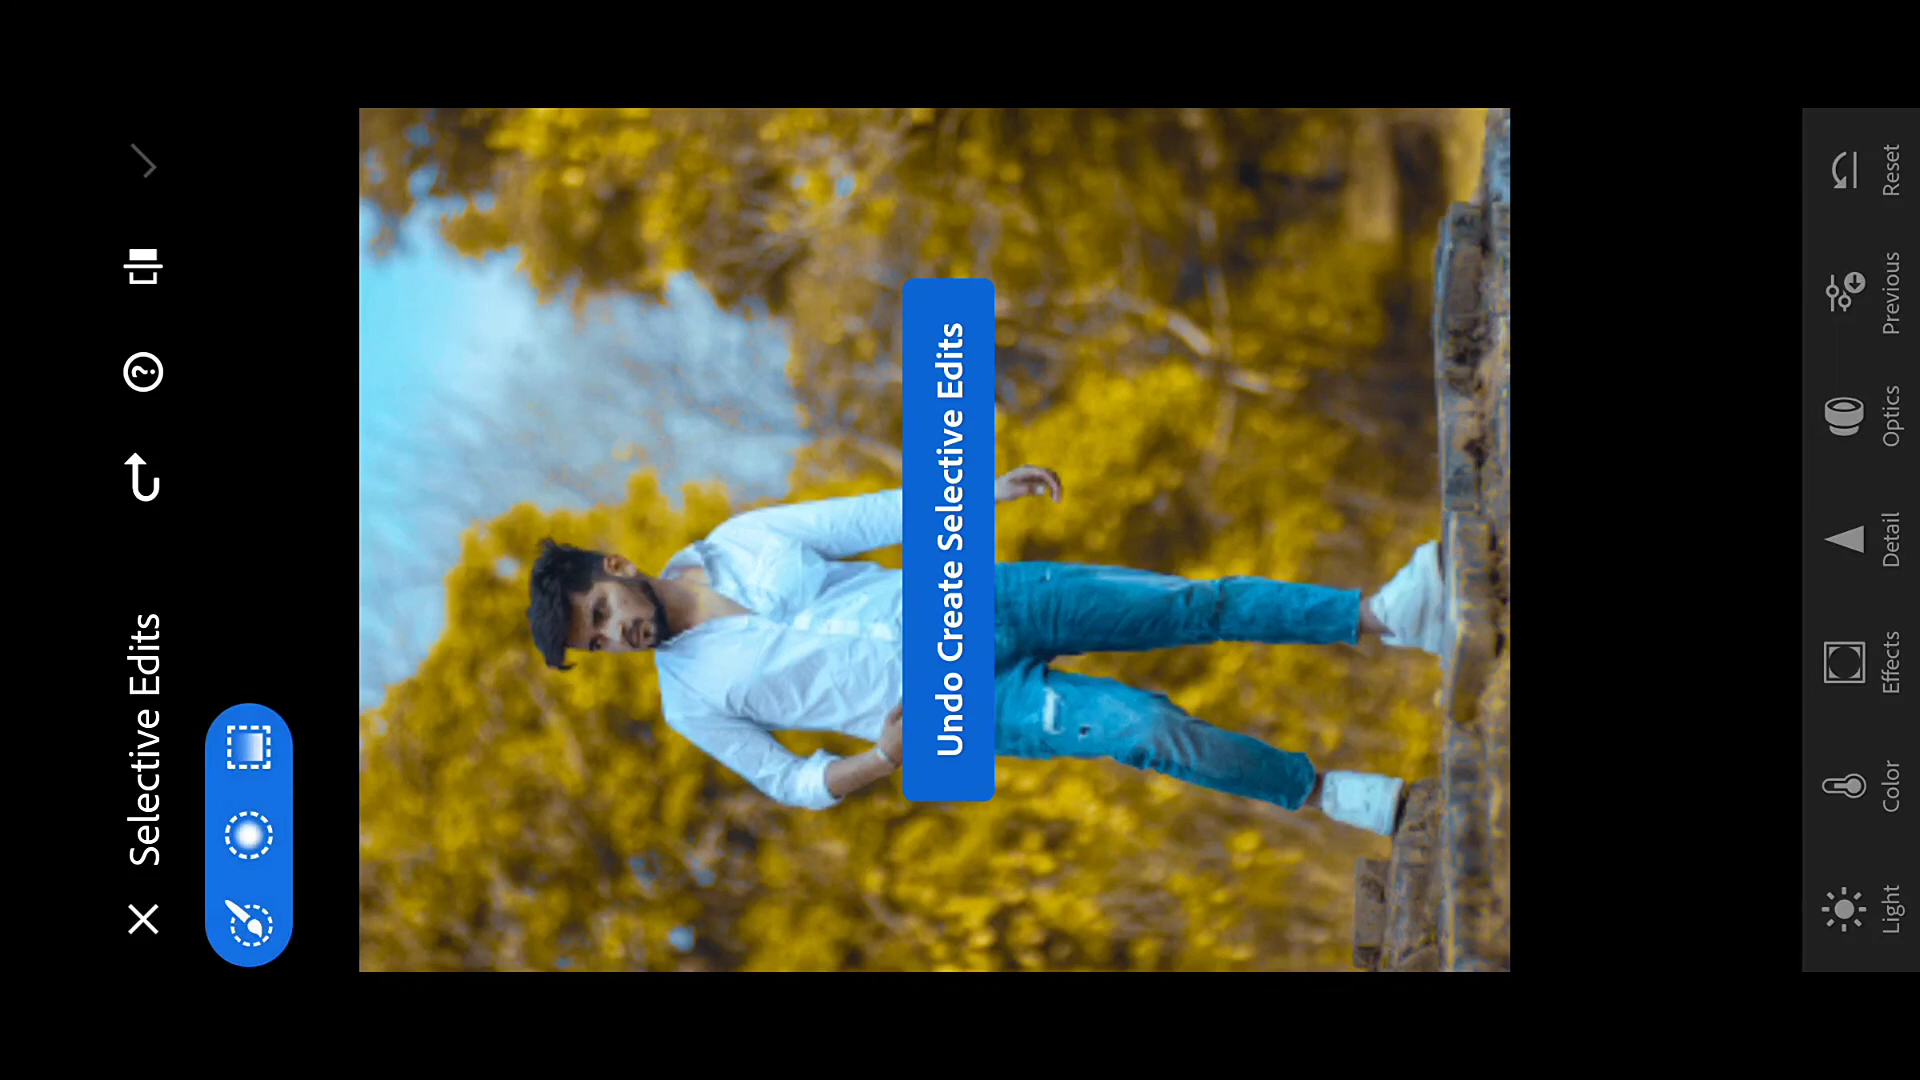 Selective Edits
Undo Create Selective Edits
Light
Color
Effects
Detail
Optics
Previous
Reset